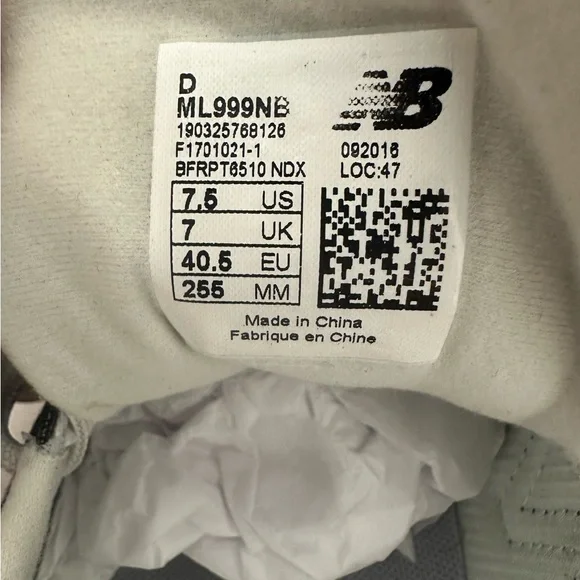 D
ML999NB
190325768126
F1701021-1
BFRPT6510 NDX
NB
092016
LOC:47
7.5 US
7 UK
40.5 EU
255 MM
Made in China
Fabrique en Chine